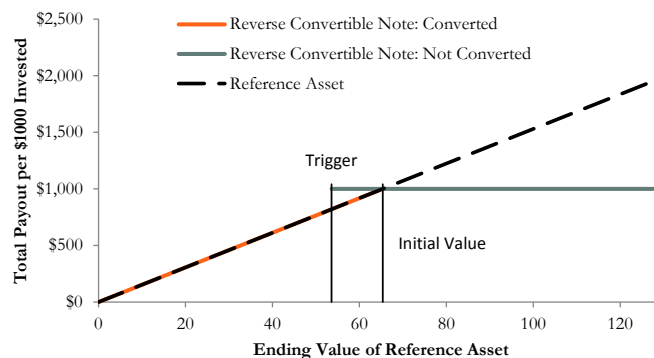 $2,500
$2,000
$1,500
$1,000
$500
$0
Total Payout per $1000 Invested
Reverse Convertible Note: Converted
Reverse Convertible Note: Not Converted
Reference Asset
Trigger
Initial Value
0 20 40 60 80 100 120
Ending Value of Reference Asset